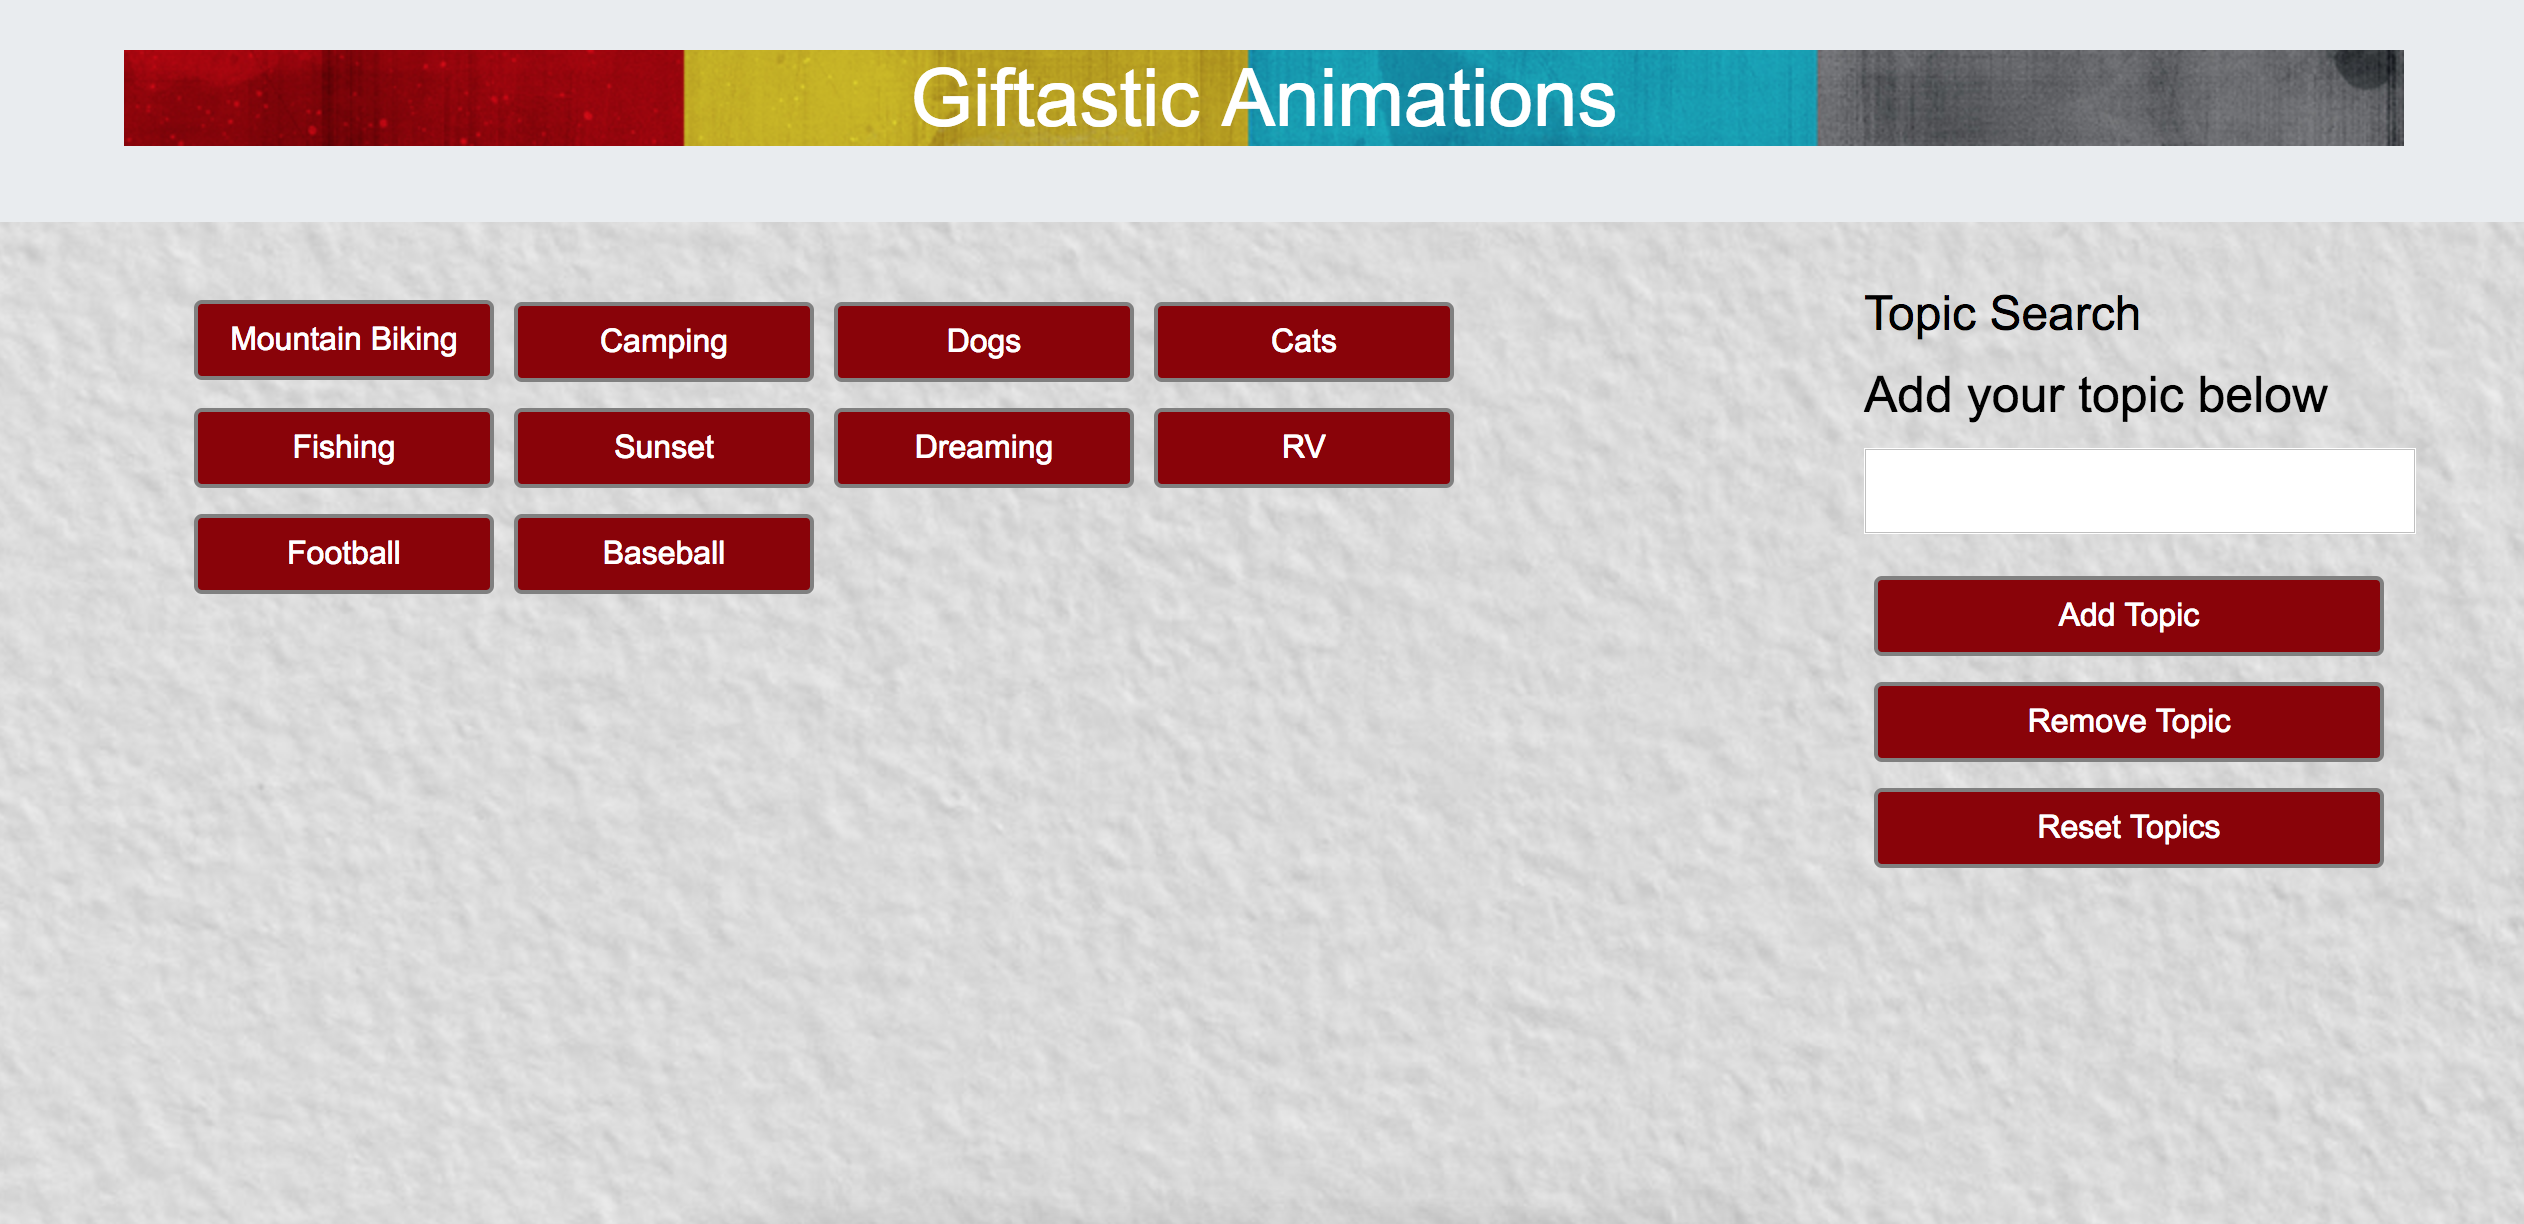 Giftastic Animations
Mountain Biking
Camping
Dogs
Cats
Fishing
Sunset
Dreaming
RV
Football
Baseball
Topic Search
Add your topic below
Add Topic
Remove Topic
Reset Topics